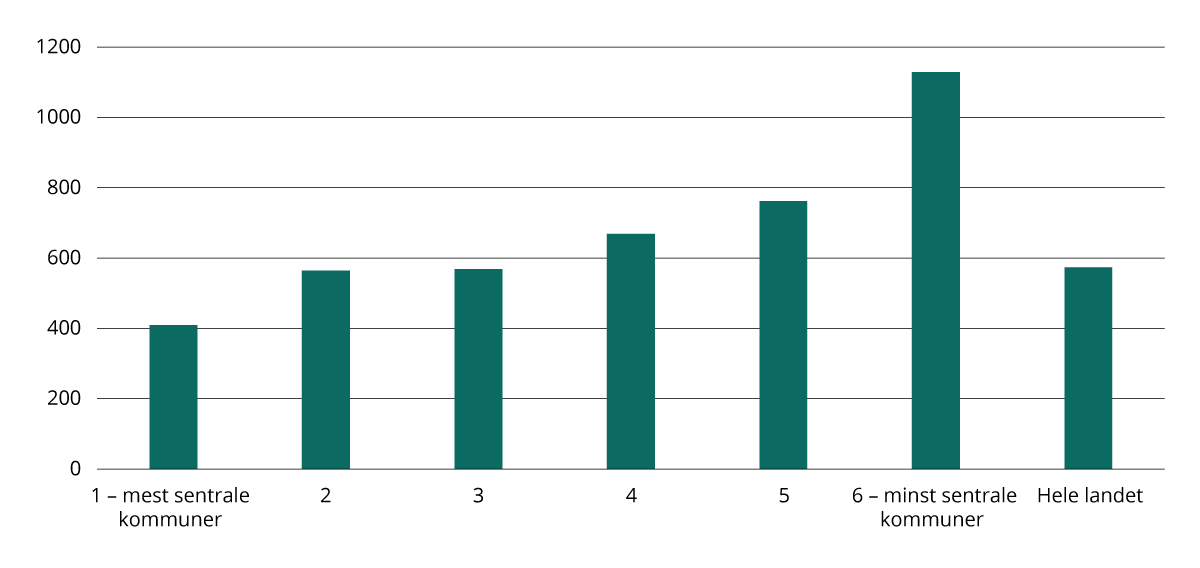 1200
1000
800
600
400
200
0
1 – mest sentrale
kommuner
2
3
4
5
6 – minst sentrale
kommuner
Hele landet